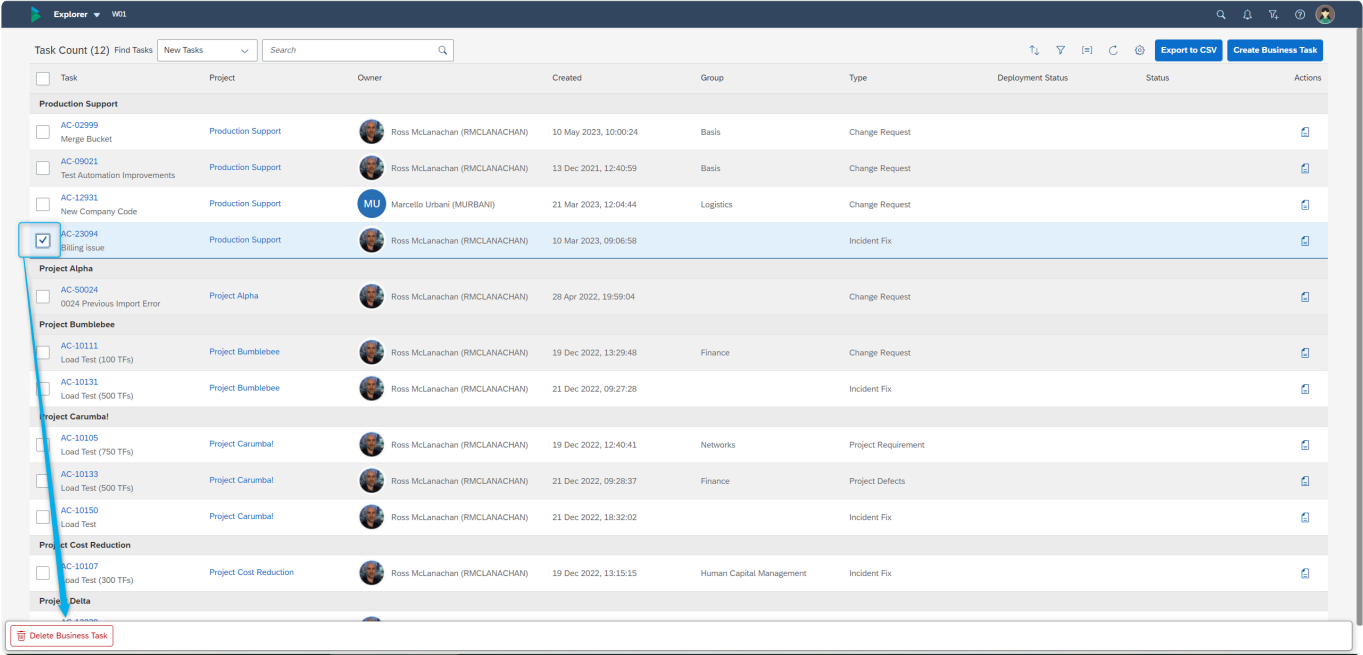 Explorer W01
Task Count (12) Find Tasks New Tasks Search Export to CSV Create Business Task
Task Project Owner Created Group Type Deployment Status Status Actions
Production Support
AC-02999
Merge Bucket
Production Support Ross McLanachan (RMCLANACHAN) 10 May 2023, 10:00:24 Basis Change Request
AC-09021
Test Automation Improvements
Production Support Ross McLanachan (RMCLANACHAN) 13 Dec 2021, 12:40:59 Basis Change Request
AC-12931
New Company Code
Production Support MU Marcello Urbani (MURBANI) 21 Mar 2023, 12:04:44 Logistics Change Request
AC-23094
Billing issue
Production Support Ross McLanachan (RMCLANACHAN) 10 Mar 2023, 09:06:58 Incident Fix
Project Alpha
AC-50024
0024 Previous Import Error
Project Alpha Ross McLanachan (RMCLANACHAN) 28 Apr 2022, 19:59:04 Change Request
Project Bumblebee
AC-10111
Load Test (100 TFs)
Project Bumblebee Ross McLanachan (RMCLANACHAN) 19 Dec 2022, 13:29:48 Finance Change Request
AC-10131
Load Test (500 TFs)
Project Bumblebee Ross McLanachan (RMCLANACHAN) 21 Dec 2022, 09:27:28 Incident Fix
Project Carumba!
AC-10105
Load Test (750 TFs)
Project Carumba! Ross McLanachan (RMCLANACHAN) 19 Dec 2022, 12:40:41 Networks Project Requirement
AC-10133
Load Test (500 TFs)
Project Carumba! Ross McLanachan (RMCLANACHAN) 21 Dec 2022, 09:28:37 Finance Project Defects
AC-10150
Load Test
Project Carumba! Ross McLanachan (RMCLANACHAN) 21 Dec 2022, 18:32:02 Incident Fix
Project Cost Reduction
AC-10107
Load Test (300 TFs)
Project Cost Reduction Ross McLanachan (RMCLANACHAN) 19 Dec 2022, 13:15:15 Human Capital Management Incident Fix
Project Delta
Delete Business Task